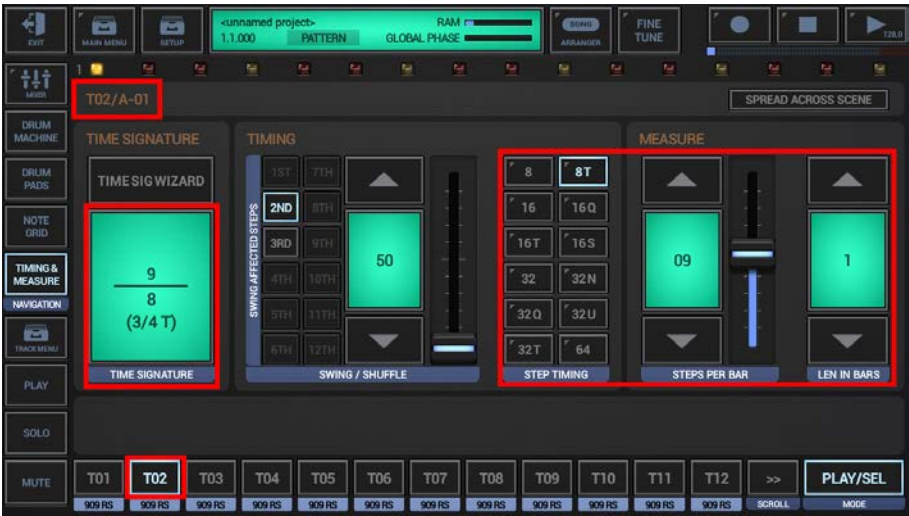 <unnamed project> RAM
1.1.000 PATTERN GLOBAL PHASE
EXIT
MAIN MENU
SETUP
SONG
ARRANGER
FINE
TUNE
128.0
1
MIXER
T02/A-01
SPREAD ACROSS SCENE
DRUM
MACHINE
DRUM
PADS
NOTE
GRID
TIMING &
MEASURE
NAVIGATION
TRACK MENU
PLAY
SOLO
MUTE
TIME SIGNATURE
TIME SIG WIZARD
9
8
(3/4 T)
TIME SIGNATURE
TIMING
SWING AFFECTED STEPS
1ST 7TH
2ND 8TH
3RD 9TH
4TH 10TH
5TH 11TH
6TH 12TH
50
SWING / SHUFFLE
8 8T
16 16Q
16T 16S
32 32N
32Q 32U
32T 64
STEP TIMING
MEASURE
09
STEPS PER BAR
1
LEN IN BARS
T01 T02 T03 T04 T05 T06 T07 T08 T09 T10 T11 T12 >> PLAY/SEL
909 RS 909 RS 909 RS 909 RS 909 RS 909 RS 909 RS 909 RS 909 RS 909 RS 909 RS 909 RS SCROLL MODE